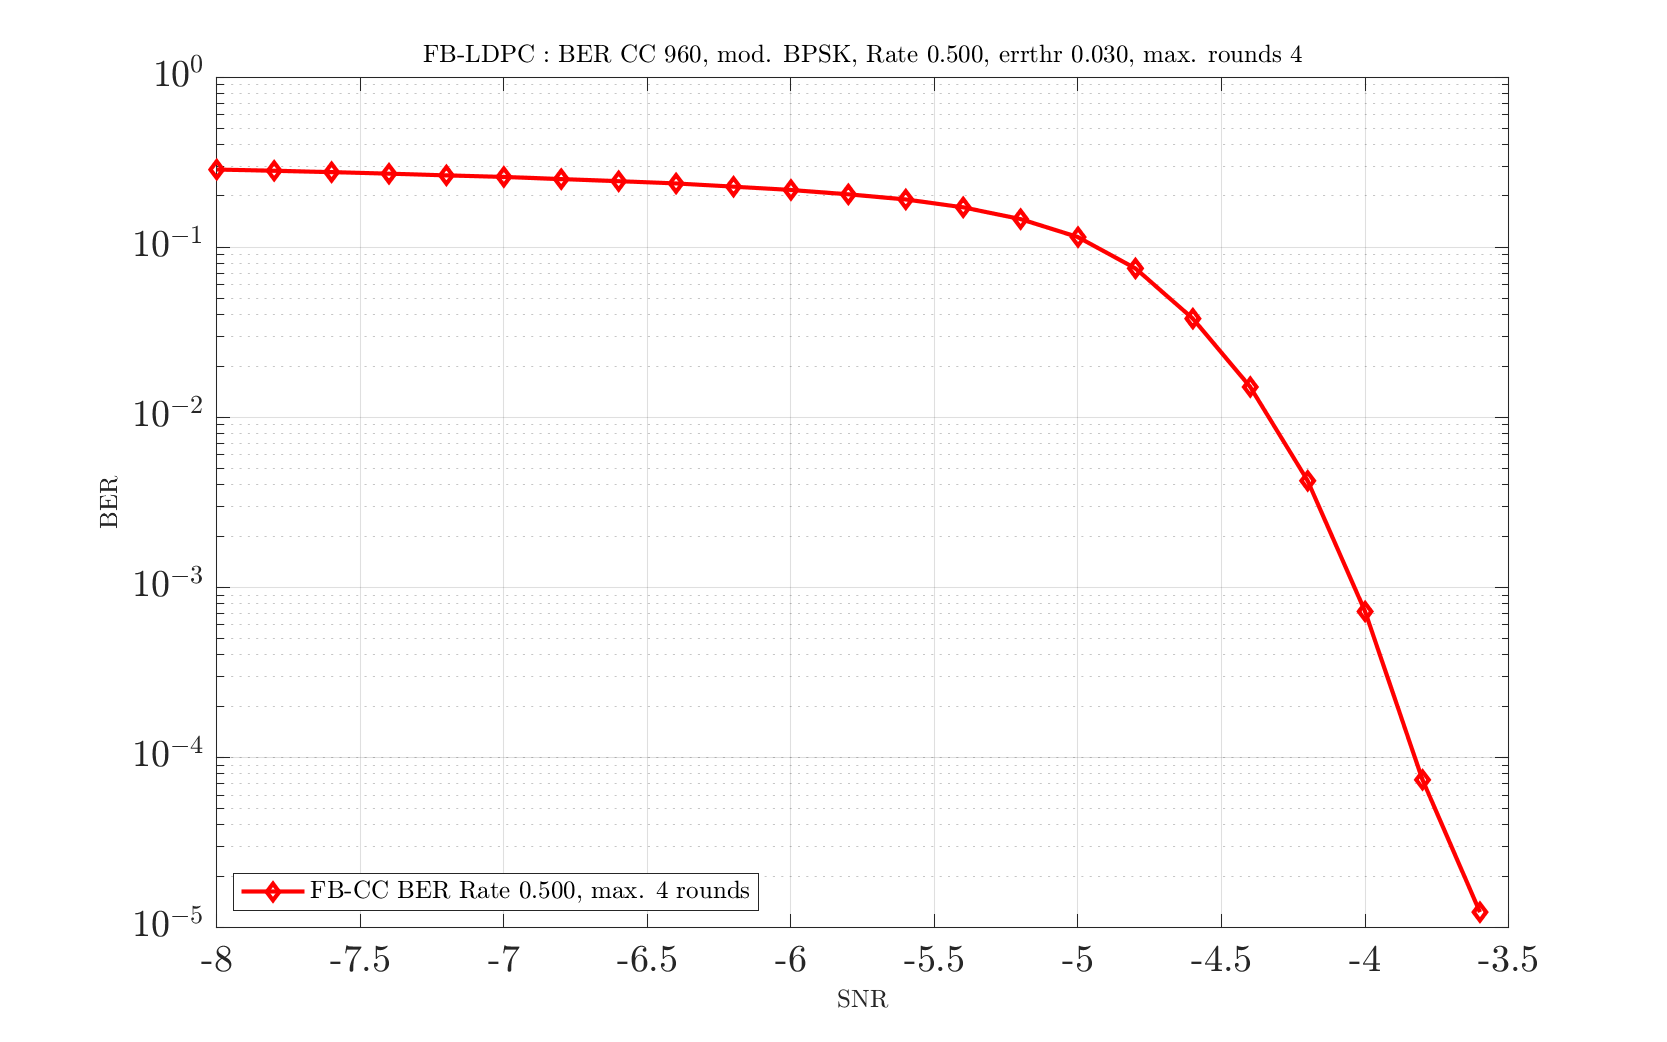 FB-LDPC : BER CC 960, mod. BPSK, Rate 0.500, errthr 0.030, max. rounds 4
10^0
10^{-1}
10^{-2}
10^{-3}
10^{-4}
10^{-5}
BER
FB-CC BER Rate 0.500, max. 4 rounds
-8 -7.5 -7 -6.5 -6 -5.5 -5 -4.5 -4 -3.5
SNR